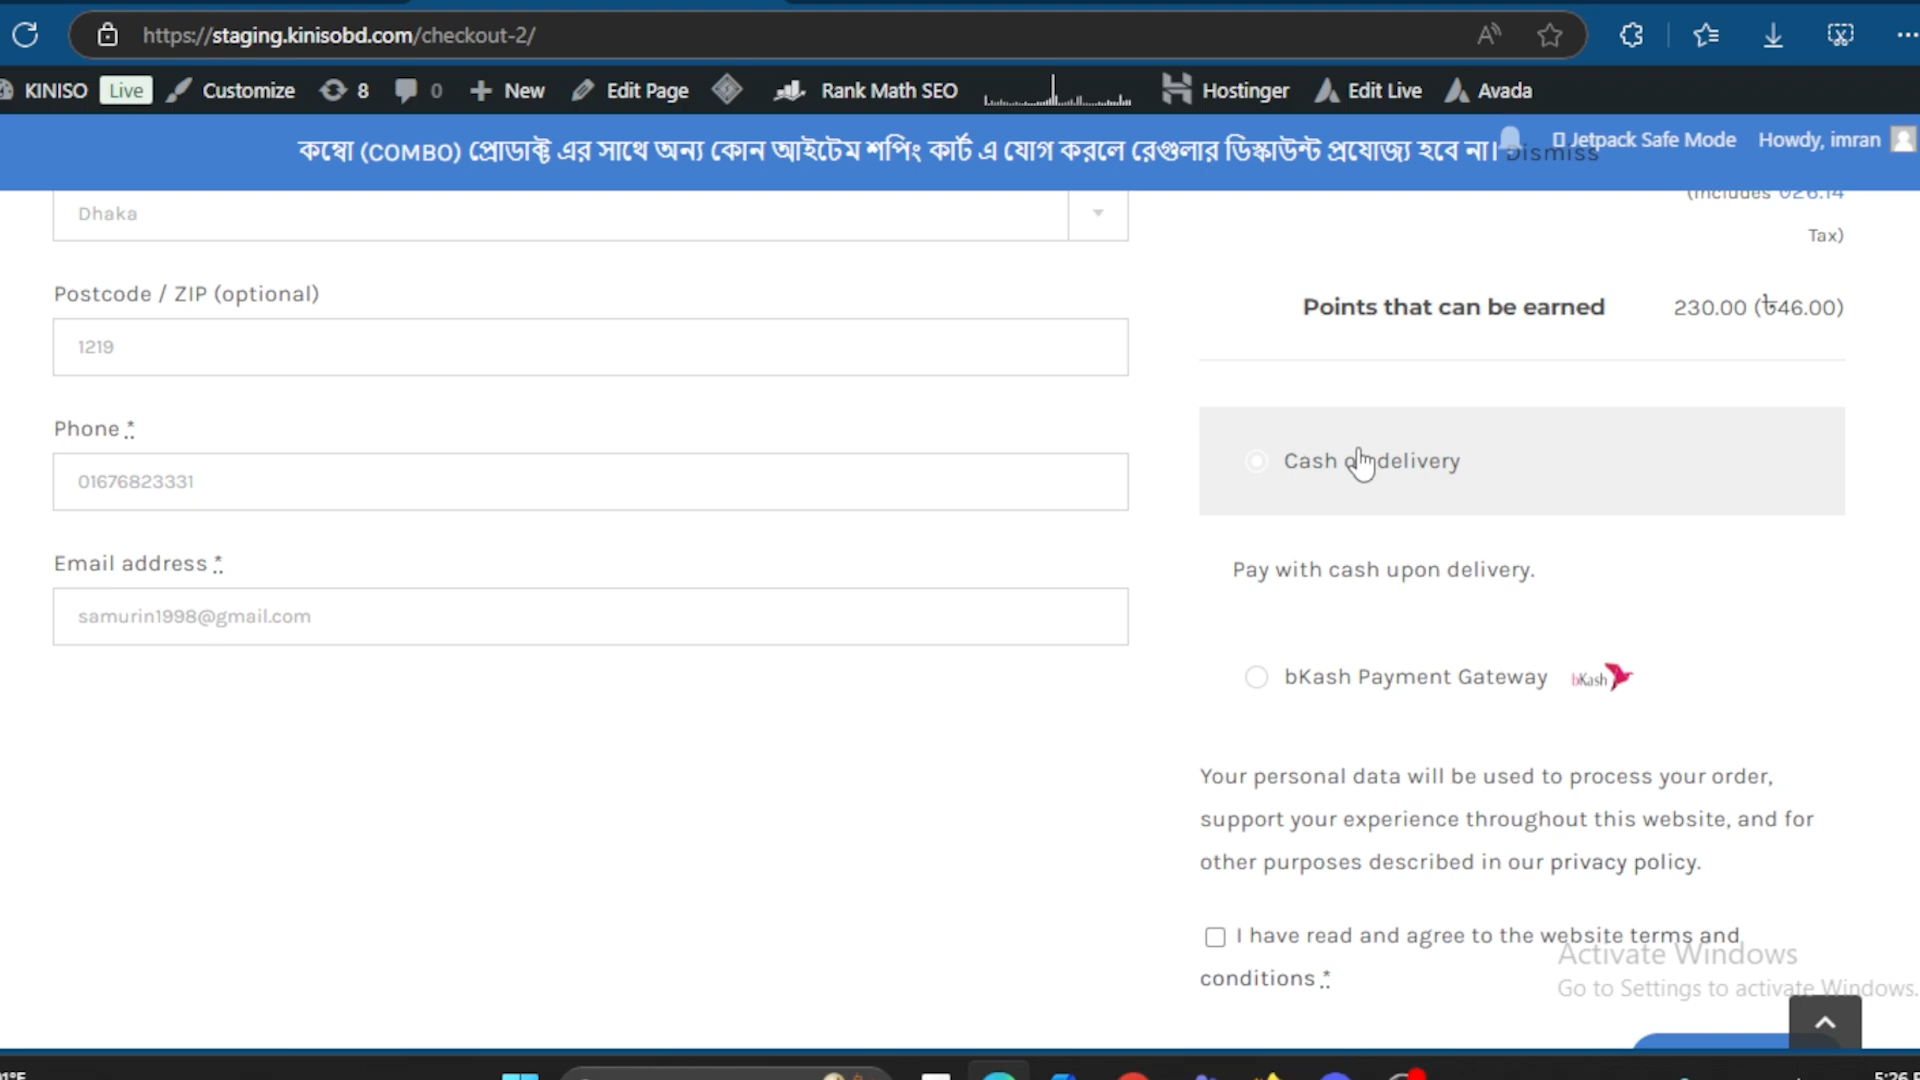 https://staging.kinisobd.com/checkout-2/
KINISO Live Customize 8 0 New Edit Page Rank Math SEO Hostinger Edit Live Avada
কম্বো (COMBO) প্রোডাক্ট এর সাথে অন্য কোন আইটেম শপিং কার্ট এ যোগ করলে রেগুলার ডিস্কাউন্ট প্রযোজ্য হবে না। Dismiss
Jetpack Safe Mode Howdy, imran
Dhaka
Postcode / ZIP (optional)
1219
Phone *
01676823331
Email address *
samurin1998@gmail.com
(includes
Tax)
Points that can be earned 230.00 (৳46.00)
Cash on delivery
Pay with cash upon delivery.
bKash Payment Gateway bKash
Your personal data will be used to process your order,
support your experience throughout this website, and for
other purposes described in our privacy policy.
I have read and agree to the website terms and
conditions *
Activate Windows
Go to Settings to activate Windows.